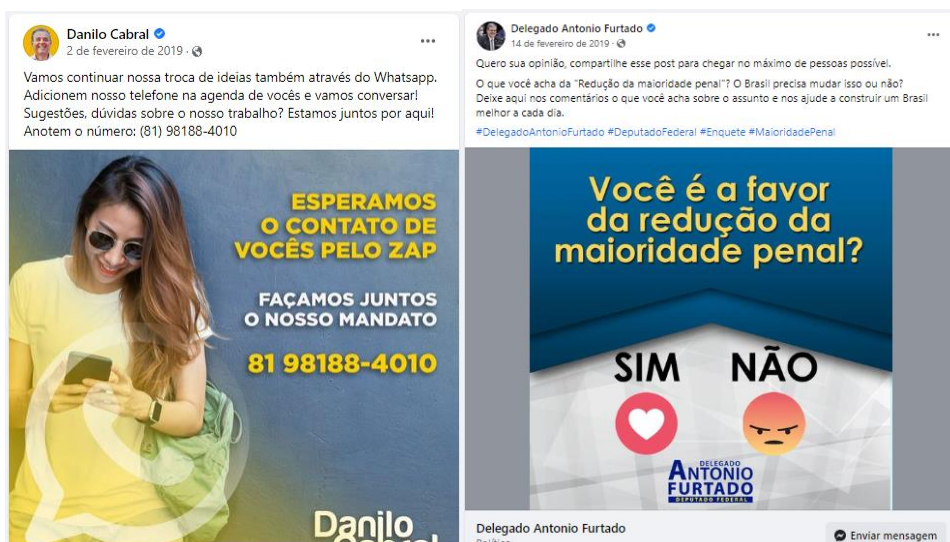 Danilo Cabral
2 de fevereiro de 2019 ·
Vamos continuar nossa troca de ideias também através do Whatsapp.
Adicionem nosso telefone na agenda de vocês e vamos conversar!
Sugestões, dúvidas sobre o nosso trabalho? Estamos juntos por aqui!
Anotem o número: (81) 98188-4010
ESPERAMOS
O CONTATO DE
VOCÊS PELO ZAP
FAÇAMOS JUNTOS
O NOSSO MANDATO
81 98188-4010
Danilo
Cabral
Delegado Antonio Furtado
14 de fevereiro de 2019 ·
Quero sua opinião, compartilhe esse post para chegar no máximo de pessoas possível.
O que você acha da "Redução da maioridade penal"? O Brasil precisa mudar isso ou não?
Deixe aqui nos comentários o que você acha sobre o assunto e nos ajude a construir um Brasil
melhor a cada dia.
#DelegadoAntonioFurtado #DeputadoFederal #Enquete #MaioridadePenal
Você é a favor
da redução da
maioridade penal?
SIM NÃO
DELEGADO
ANTONIO
FURTADO
DEPUTADO FEDERAL
Delegado Antonio Furtado
Enviar mensagem